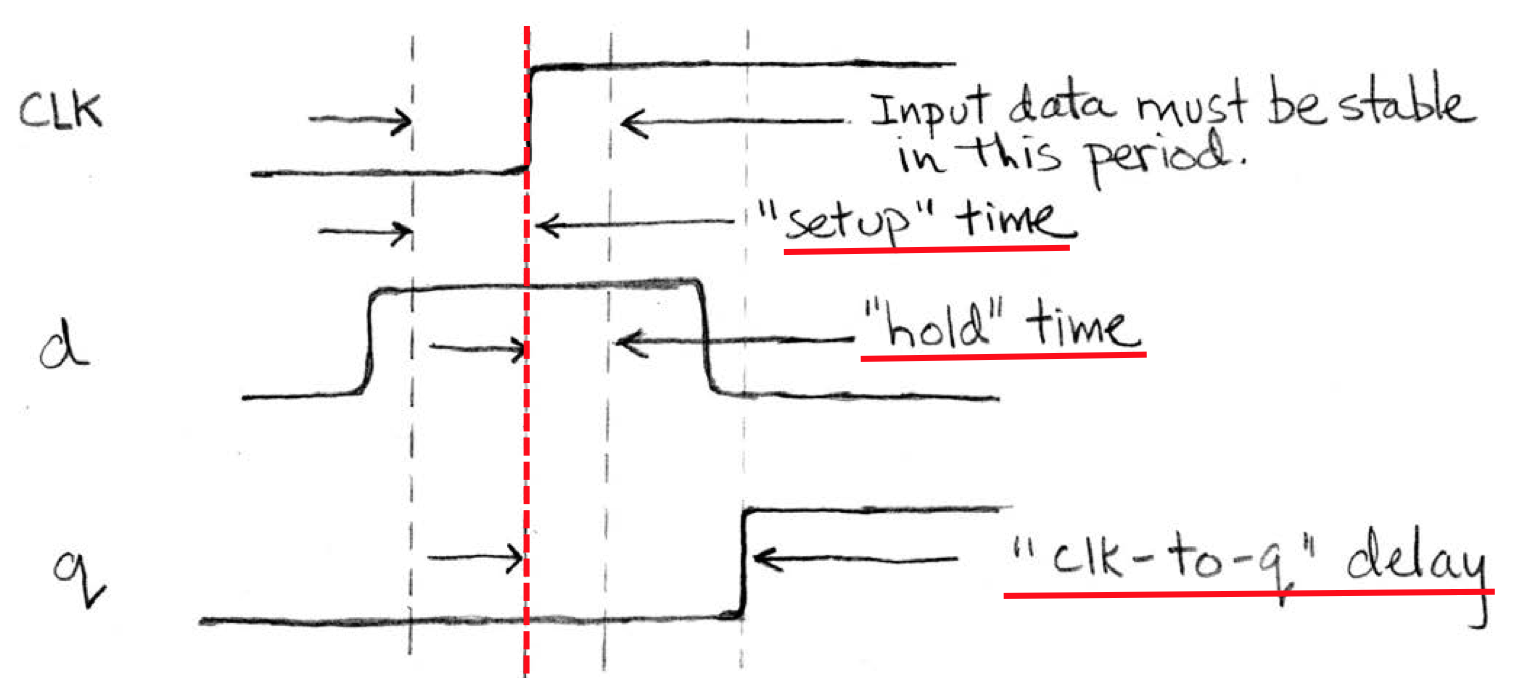 CLK
Input data must be stable
in this period.
"setup" time
d
"hold" time
q
"clk-to-q" delay